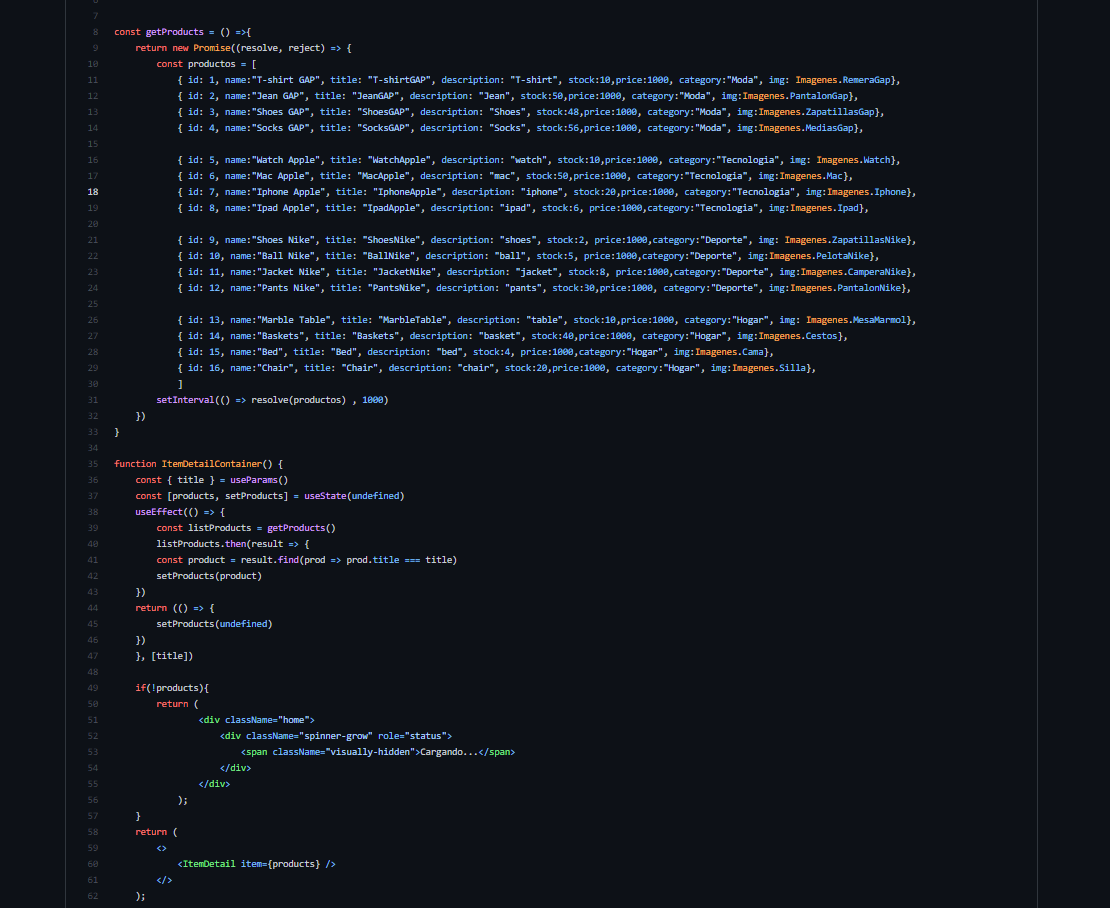 6
7
8 const getProducts = () =>{
9 return new Promise((resolve, reject) => {
10 const productos = [
11 { id: 1, name:"T-shirt GAP", title: "T-shirtGAP", description: "T-shirt", stock:10,price:1000, category:"Moda", img: Imagenes.RemeraGap},
12 { id: 2, name:"Jean GAP", title: "JeanGAP", description: "Jean", stock:50,price:1000, category:"Moda", img:Imagenes.PantalonGap},
13 { id: 3, name:"Shoes GAP", title: "ShoesGAP", description: "Shoes", stock:48,price:1000, category:"Moda", img:Imagenes.ZapatillasGap},
14 { id: 4, name:"Socks GAP", title: "SocksGAP", description: "Socks", stock:56,price:1000, category:"Moda", img:Imagenes.MediasGap},
15
16 { id: 5, name:"Watch Apple", title: "WatchApple", description: "watch", stock:10,price:1000, category:"Tecnologia", img: Imagenes.Watch},
17 { id: 6, name:"Mac Apple", title: "MacApple", description: "mac", stock:50,price:1000, category:"Tecnologia", img:Imagenes.Mac},
18 { id: 7, name:"Iphone Apple", title: "IphoneApple", description: "iphone", stock:20,price:1000, category:"Tecnologia", img:Imagenes.Iphone},
19 { id: 8, name:"Ipad Apple", title: "IpadApple", description: "ipad", stock:6, price:1000,category:"Tecnologia", img:Imagenes.Ipad},
20
21 { id: 9, name:"Shoes Nike", title: "ShoesNike", description: "shoes", stock:2, price:1000,category:"Deporte", img: Imagenes.ZapatillasNike},
22 { id: 10, name:"Ball Nike", title: "BallNike", description: "ball", stock:5, price:1000,category:"Deporte", img:Imagenes.PelotaNike},
23 { id: 11, name:"Jacket Nike", title: "JacketNike", description: "jacket", stock:8, price:1000,category:"Deporte", img:Imagenes.CamperaNike},
24 { id: 12, name:"Pants Nike", title: "PantsNike", description: "pants", stock:30,price:1000, category:"Deporte", img:Imagenes.PantalonNike},
25
26 { id: 13, name:"Marble Table", title: "MarbleTable", description: "table", stock:10,price:1000, category:"Hogar", img: Imagenes.MesaMarmol},
27 { id: 14, name:"Baskets", title: "Baskets", description: "basket", stock:40,price:1000, category:"Hogar", img:Imagenes.Cestos},
28 { id: 15, name:"Bed", title: "Bed", description: "bed", stock:4, price:1000,category:"Hogar", img:Imagenes.Cama},
29 { id: 16, name:"Chair", title: "Chair", description: "chair", stock:20,price:1000, category:"Hogar", img:Imagenes.Silla},
30 ]
31 setInterval(() => resolve(productos) , 1000)
32 })
33 }
34
35 function ItemDetailContainer() {
36 const { title } = useParams()
37 const [products, setProducts] = useState(undefined)
38 useEffect(() => {
39 const listProducts = getProducts()
40 listProducts.then(result => {
41 const product = result.find(prod => prod.title === title)
42 setProducts(product)
43 })
44 return (() => {
45 setProducts(undefined)
46 })
47 }, [title])
48
49 if(!products){
50 return (
51 <div className="home">
52 <div className="spinner-grow" role="status">
53 <span className="visually-hidden">Cargando...</span>
54 </div>
55 </div>
56 );
57 }
58 return (
59 <>
60 <ItemDetail item={products} />
61 </>
62 );